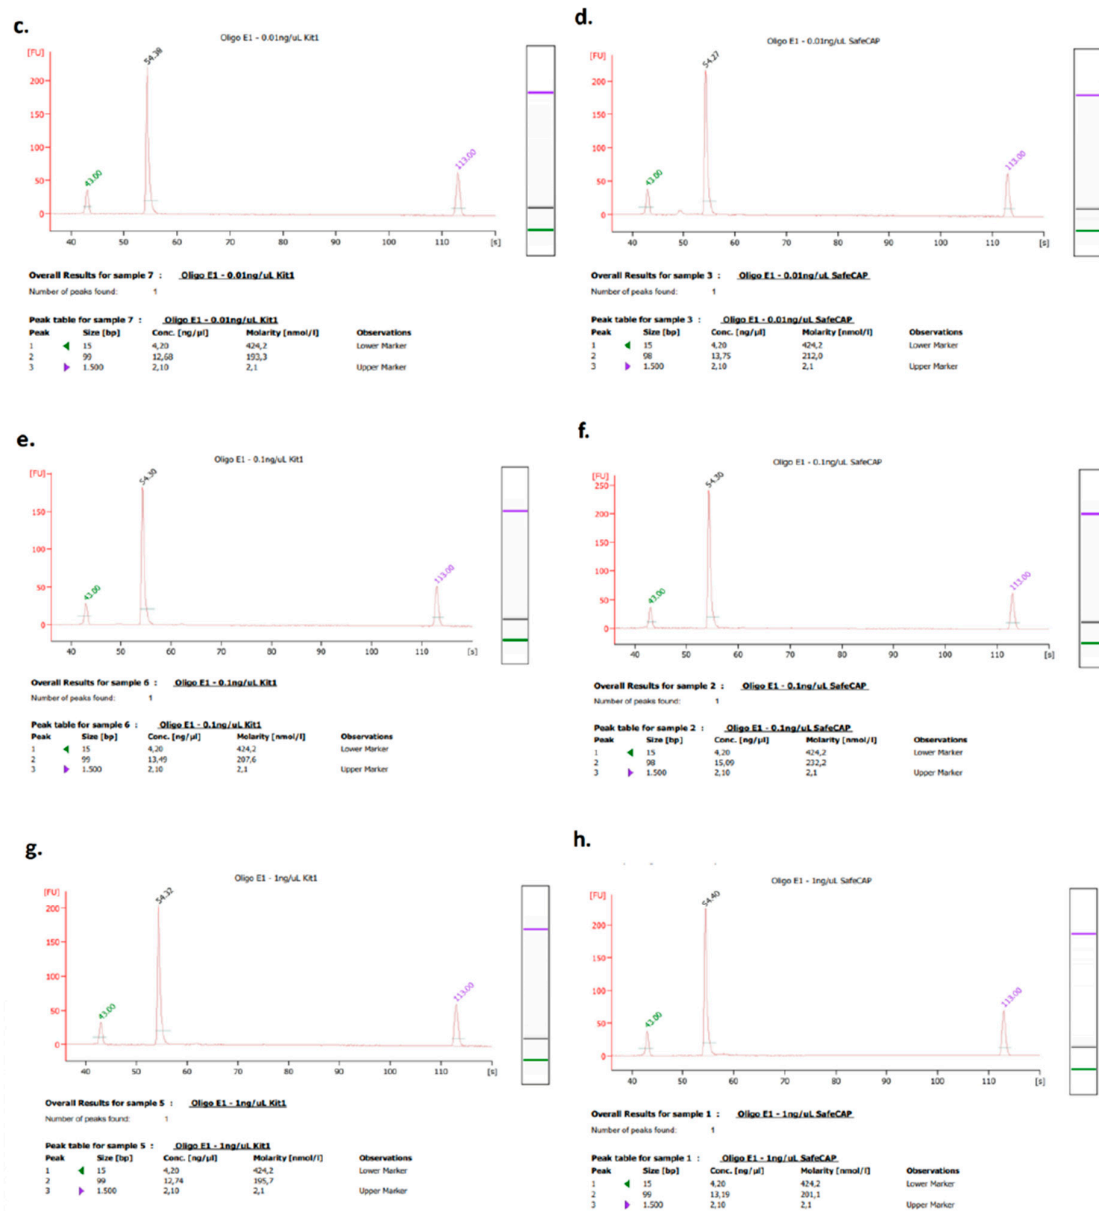 c.
Oligo E1 - 0.01ng/uL Kit1
[FU]
54.38
200
150
43.00
113.00
100
50
0
40 50 60 70 80 90 100 110 [s]
Overall Results for sample 7 : Oligo E1 - 0.01ng/uL Kit1
Number of peaks found: 1
Peak table for sample 7 : Oligo E1 - 0.01ng/uL Kit1
Peak Size [bp] Conc. [ng/µl] Molarity [nmol/l] Observations
1 15 4,20 424,2 Lower Marker
2 99 12,68 193,3
3 1.500 2,10 2,1 Upper Marker
d.
Oligo E1 - 0.01ng/uL SafeCAP
[FU]
54.27
200
150
43.00
113.00
100
50
0
40 50 60 70 80 90 100 110 [s]
Overall Results for sample 3 : Oligo E1 - 0.01ng/uL SafeCAP
Number of peaks found: 1
Peak table for sample 3 : Oligo E1 - 0.01ng/uL SafeCAP
Peak Size [bp] Conc. [ng/µl] Molarity [nmol/l] Observations
1 15 4,20 424,2 Lower Marker
2 98 13,75 212,0
3 1.500 2,10 2,1 Upper Marker
e.
Oligo E1 - 0.1ng/uL Kit1
[FU]
54.30
150
100
43.00
113.00
50
0
40 50 60 70 80 90 100 110 [s]
Overall Results for sample 6 : Oligo E1 - 0.1ng/uL Kit1
Number of peaks found: 1
Peak table for sample 6 : Oligo E1 - 0.1ng/uL Kit1
Peak Size [bp] Conc. [ng/µl] Molarity [nmol/l] Observations
1 15 4,20 424,2 Lower Marker
2 99 13,49 207,6
3 1.500 2,10 2,1 Upper Marker
f.
Oligo E1 - 0.1ng/uL SafeCAP
[FU]
54.30
250
200
150
43.00
113.00
100
50
0
40 50 60 70 80 90 100 110 [s]
Overall Results for sample 2 : Oligo E1 - 0.1ng/uL SafeCAP
Number of peaks found: 1
Peak table for sample 2 : Oligo E1 - 0.1ng/uL SafeCAP
Peak Size [bp] Conc. [ng/µl] Molarity [nmol/l] Observations
1 15 4,20 424,2 Lower Marker
2 98 15,09 232,2
3 1.500 2,10 2,1 Upper Marker
g.
Oligo E1 - 1ng/uL Kit1
[FU]
54.32
200
150
100
43.00
113.00
50
0
40 50 60 70 80 90 100 110 [s]
Overall Results for sample 5 : Oligo E1 - 1ng/uL Kit1
Number of peaks found: 1
Peak table for sample 5 : Oligo E1 - 1ng/uL Kit1
Peak Size [bp] Conc. [ng/µl] Molarity [nmol/l] Observations
1 15 4,20 424,2 Lower Marker
2 99 12,74 195,7
3 1.500 2,10 2,1 Upper Marker
h.
Oligo E1 - 1ng/uL SafeCAP
[FU]
54.40
200
150
100
43.00
113.00
50
0
40 50 60 70 80 90 100 110 [s]
Overall Results for sample 1 : Oligo E1 - 1ng/uL SafeCAP
Number of peaks found: 1
Peak table for sample 1 : Oligo E1 - 1ng/uL SafeCAP
Peak Size [bp] Conc. [ng/µl] Molarity [nmol/l] Observations
1 15 4,20 424,2 Lower Marker
2 99 13,19 201,1
3 1.500 2,10 2,1 Upper Marker